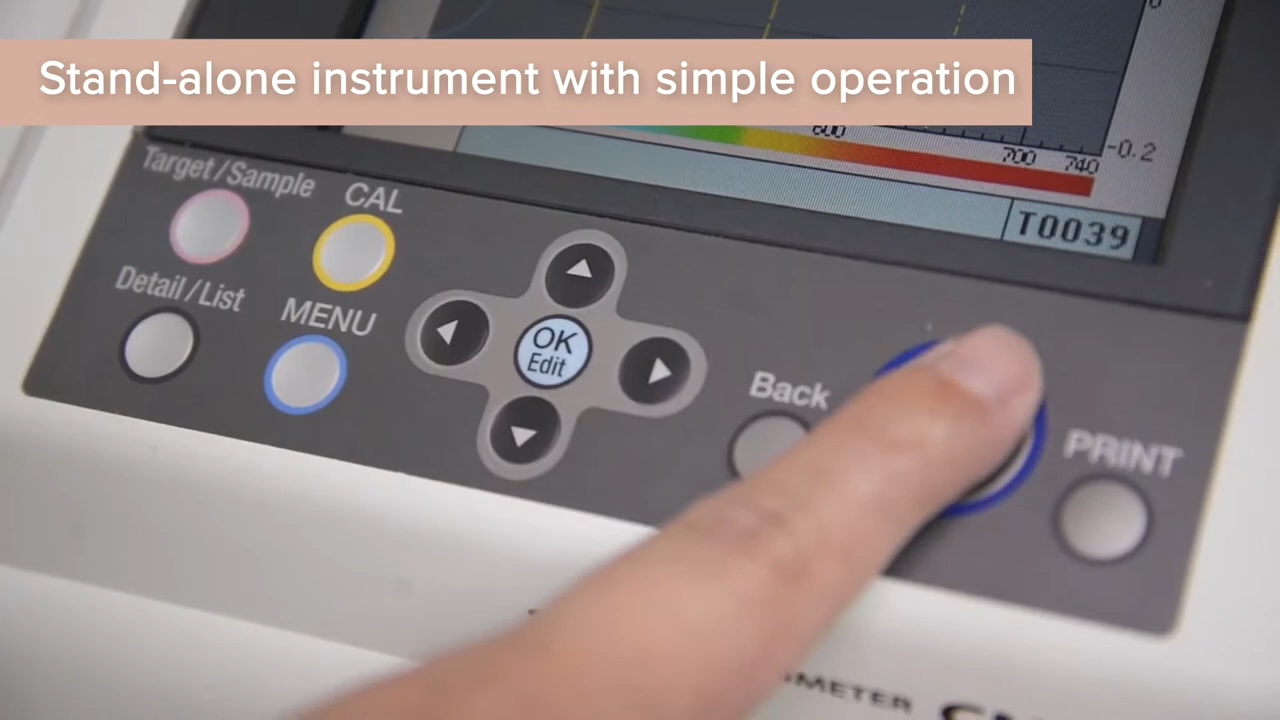 Stand-alone instrument with simple operation
0
-0.2
600
700
740
T0039
Target/Sample
CAL
Detail/List
MENU
OK
Edit
Back
PRINT
METER